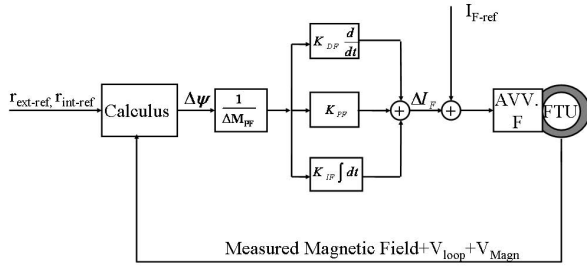 I_F-ref
K_DF d/dt
r_ext-ref, r_int-ref
Calculus
Δψ
1/ΔM_PF
K_PF
ΔI_F
AVV. F
FTU
K_IF ∫ dt
Measured Magnetic Field+V_loop+V_Magn